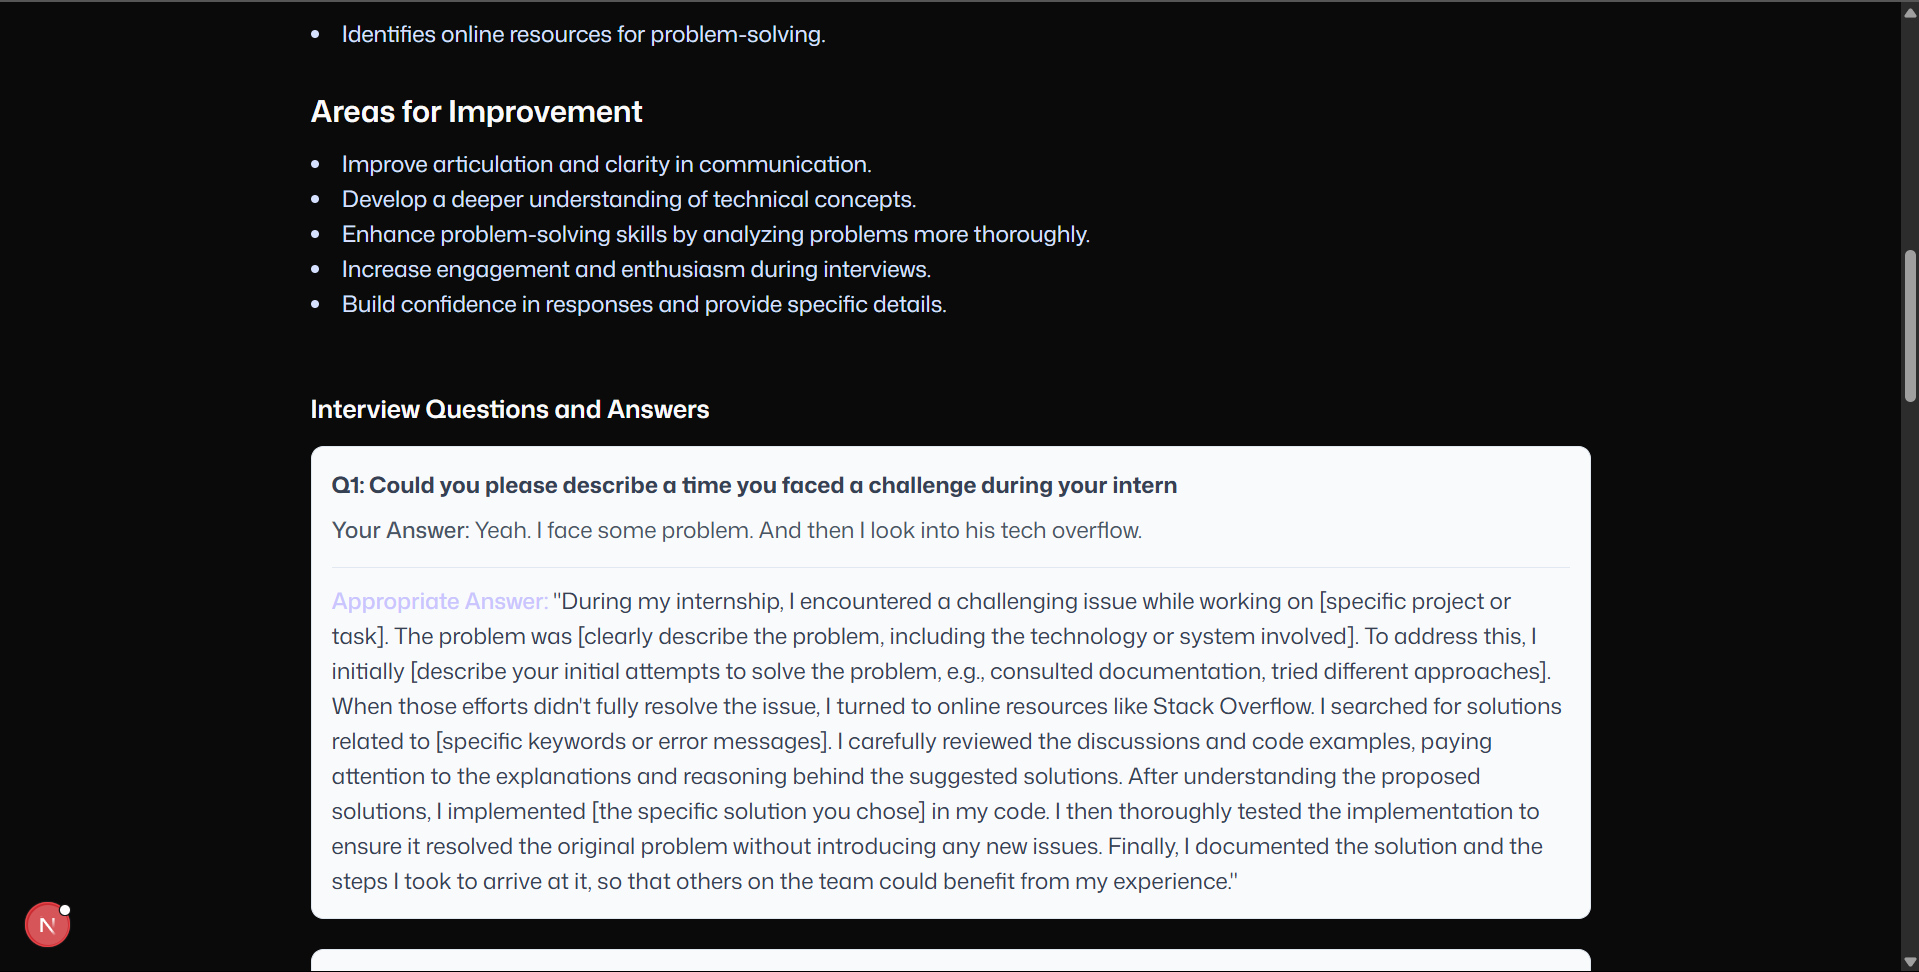 Identifies online resources for problem-solving.
Areas for Improvement
Improve articulation and clarity in communication.
Develop a deeper understanding of technical concepts.
Enhance problem-solving skills by analyzing problems more thoroughly.
Increase engagement and enthusiasm during interviews.
Build confidence in responses and provide specific details.
Interview Questions and Answers
Q1: Could you please describe a time you faced a challenge during your intern
Your Answer: Yeah. I face some problem. And then I look into his tech overflow.
Appropriate Answer: "During my internship, I encountered a challenging issue while working on [specific project or
task]. The problem was [clearly describe the problem, including the technology or system involved]. To address this, I
initially [describe your initial attempts to solve the problem, e.g., consulted documentation, tried different approaches].
When those efforts didn't fully resolve the issue, I turned to online resources like Stack Overflow. I searched for solutions
related to [specific keywords or error messages]. I carefully reviewed the discussions and code examples, paying
attention to the explanations and reasoning behind the suggested solutions. After understanding the proposed
solutions, I implemented [the specific solution you chose] in my code. I then thoroughly tested the implementation to
ensure it resolved the original problem without introducing any new issues. Finally, I documented the solution and the
steps I took to arrive at it, so that others on the team could benefit from my experience."
N